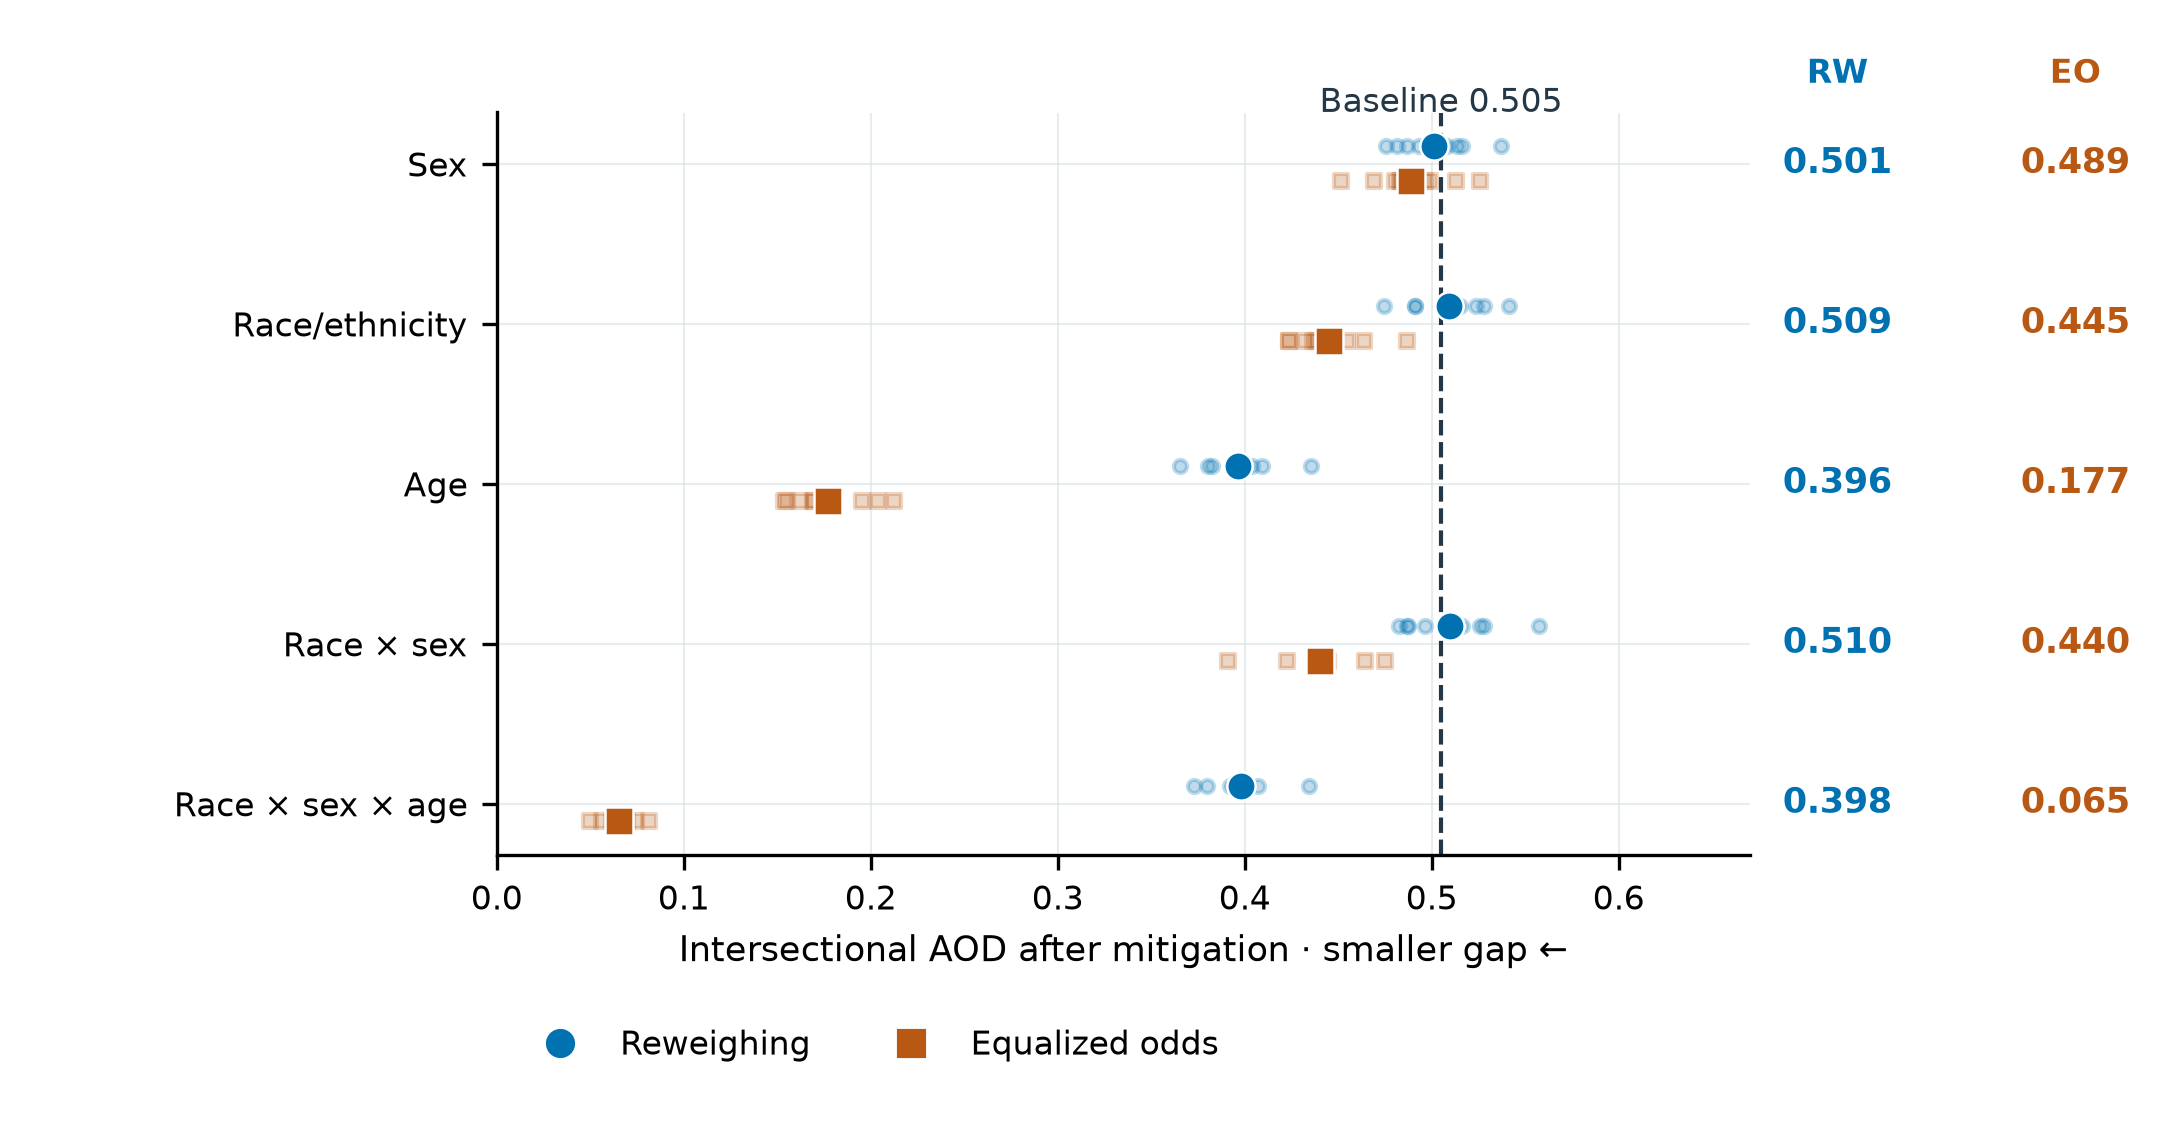 RW EO
Baseline 0.505
Sex 0.501 0.489
Race/ethnicity 0.509 0.445
Age 0.396 0.177
Race × sex 0.510 0.440
Race × sex × age 0.398 0.065
0.0 0.1 0.2 0.3 0.4 0.5 0.6
Intersectional AOD after mitigation · smaller gap ←
Reweighing Equalized odds